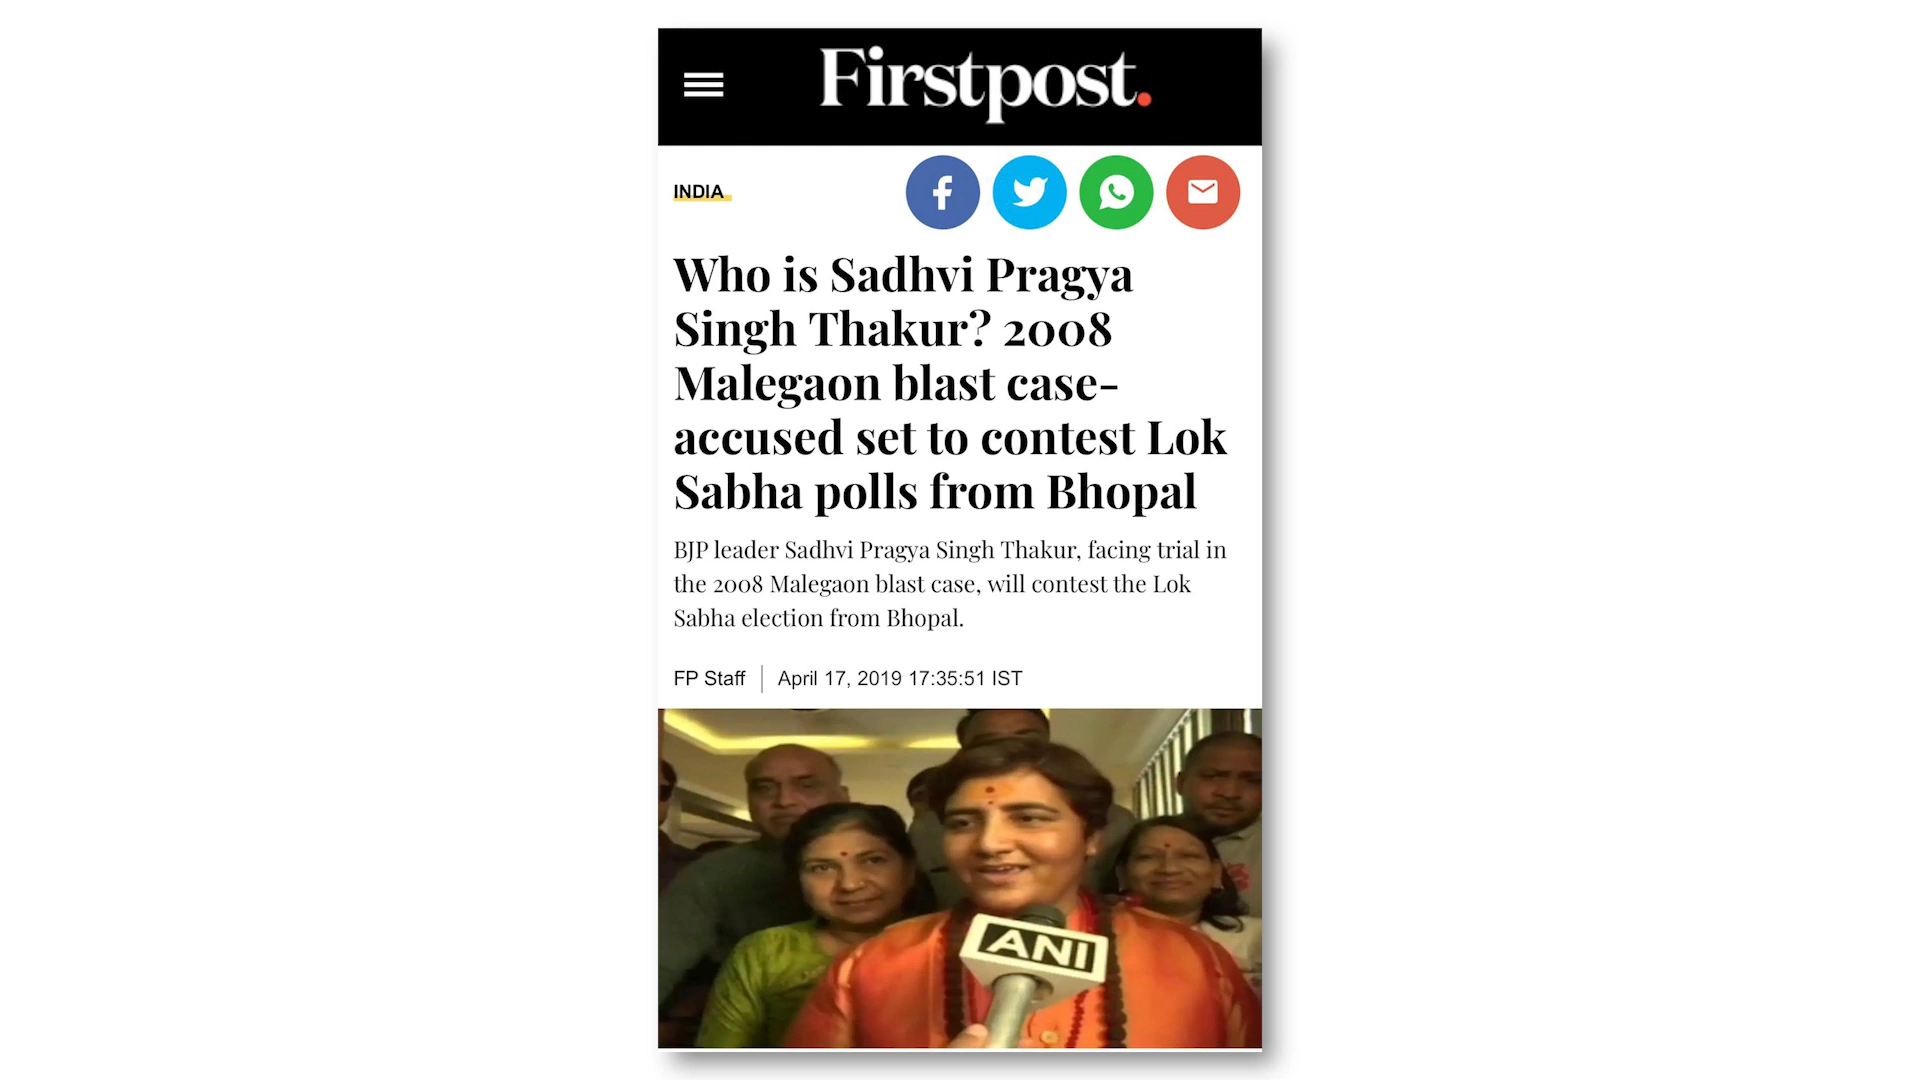 Firstpost.
INDIA
Who is Sadhvi Pragya
Singh Thakur? 2008
Malegaon blast case-
accused set to contest Lok
Sabha polls from Bhopal
BJP leader Sadhvi Pragya Singh Thakur, facing trial in
the 2008 Malegaon blast case, will contest the Lok
Sabha election from Bhopal.
FP Staff | April 17, 2019 17:35:51 IST
ANI